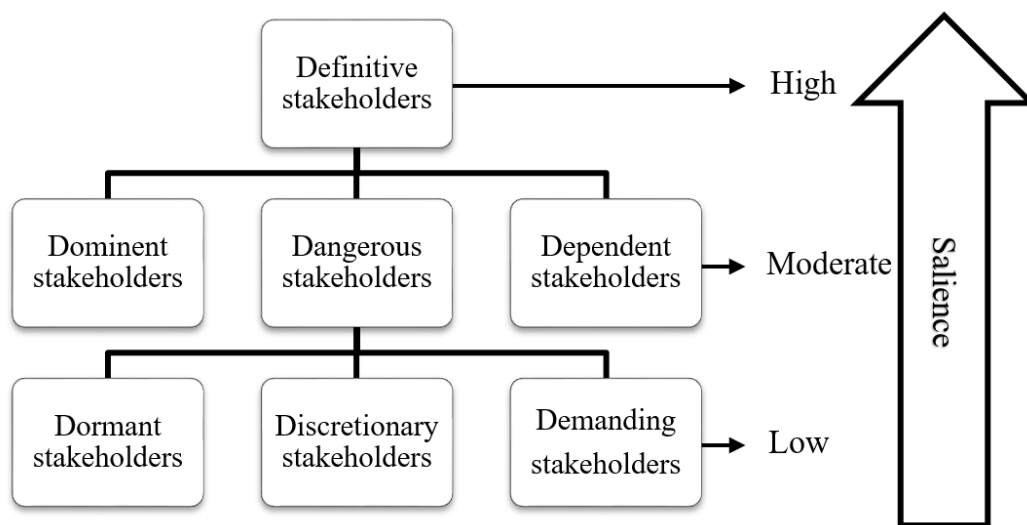 Definitive
stakeholders
High
Dominent
stakeholders
Dangerous
stakeholders
Dependent
stakeholders
Moderate
Dormant
stakeholders
Discretionary
stakeholders
Demanding
stakeholders
Low
Salience